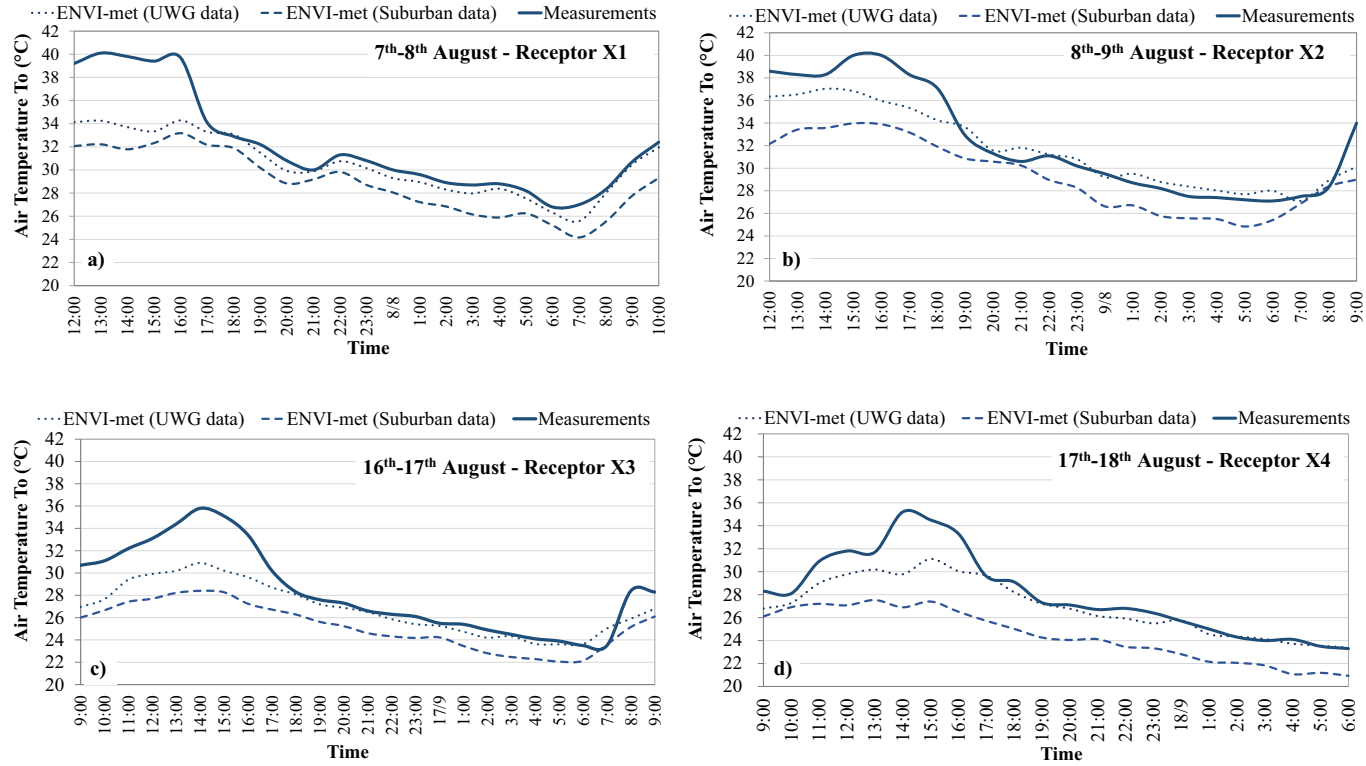 ENVI-met (UWG data) ENVI-met (Suburban data) Measurements
7th-8th August - Receptor X1
Air Temperature To (°C)
42
40
38
36
34
32
30
28
26
24
22
20
a)
12:00 13:00 14:00 15:00 16:00 17:00 18:00 19:00 20:00 21:00 22:00 23:00 8/8 1:00 2:00 3:00 4:00 5:00 6:00 7:00 8:00 9:00 10:00
Time
ENVI-met (UWG data) ENVI-met (Suburban data) Measurements
8th-9th August - Receptor X2
Air Temperature To (°C)
42
40
38
36
34
32
30
28
26
24
22
20
b)
12:00 13:00 14:00 15:00 16:00 17:00 18:00 19:00 20:00 21:00 22:00 23:00 9/8 1:00 2:00 3:00 4:00 5:00 6:00 7:00 8:00 9:00
Time
ENVI-met (UWG data) ENVI-met (Suburban data) Measurements
16th-17th August - Receptor X3
Air Temperature To (°C)
42
40
38
36
34
32
30
28
26
24
22
20
c)
9:00 10:00 11:00 12:00 13:00 14:00 15:00 16:00 17:00 18:00 19:00 20:00 21:00 22:00 23:00 17/9 1:00 2:00 3:00 4:00 5:00 6:00 7:00 8:00 9:00
Time
ENVI-met (UWG data) ENVI-met (Suburban data) Measurements
17th-18th August - Receptor X4
Air Temperature To (°C)
42
40
38
36
34
32
30
28
26
24
22
20
d)
9:00 10:00 11:00 12:00 13:00 14:00 15:00 16:00 17:00 18:00 19:00 20:00 21:00 22:00 23:00 18/9 1:00 2:00 3:00 4:00 5:00 6:00
Time